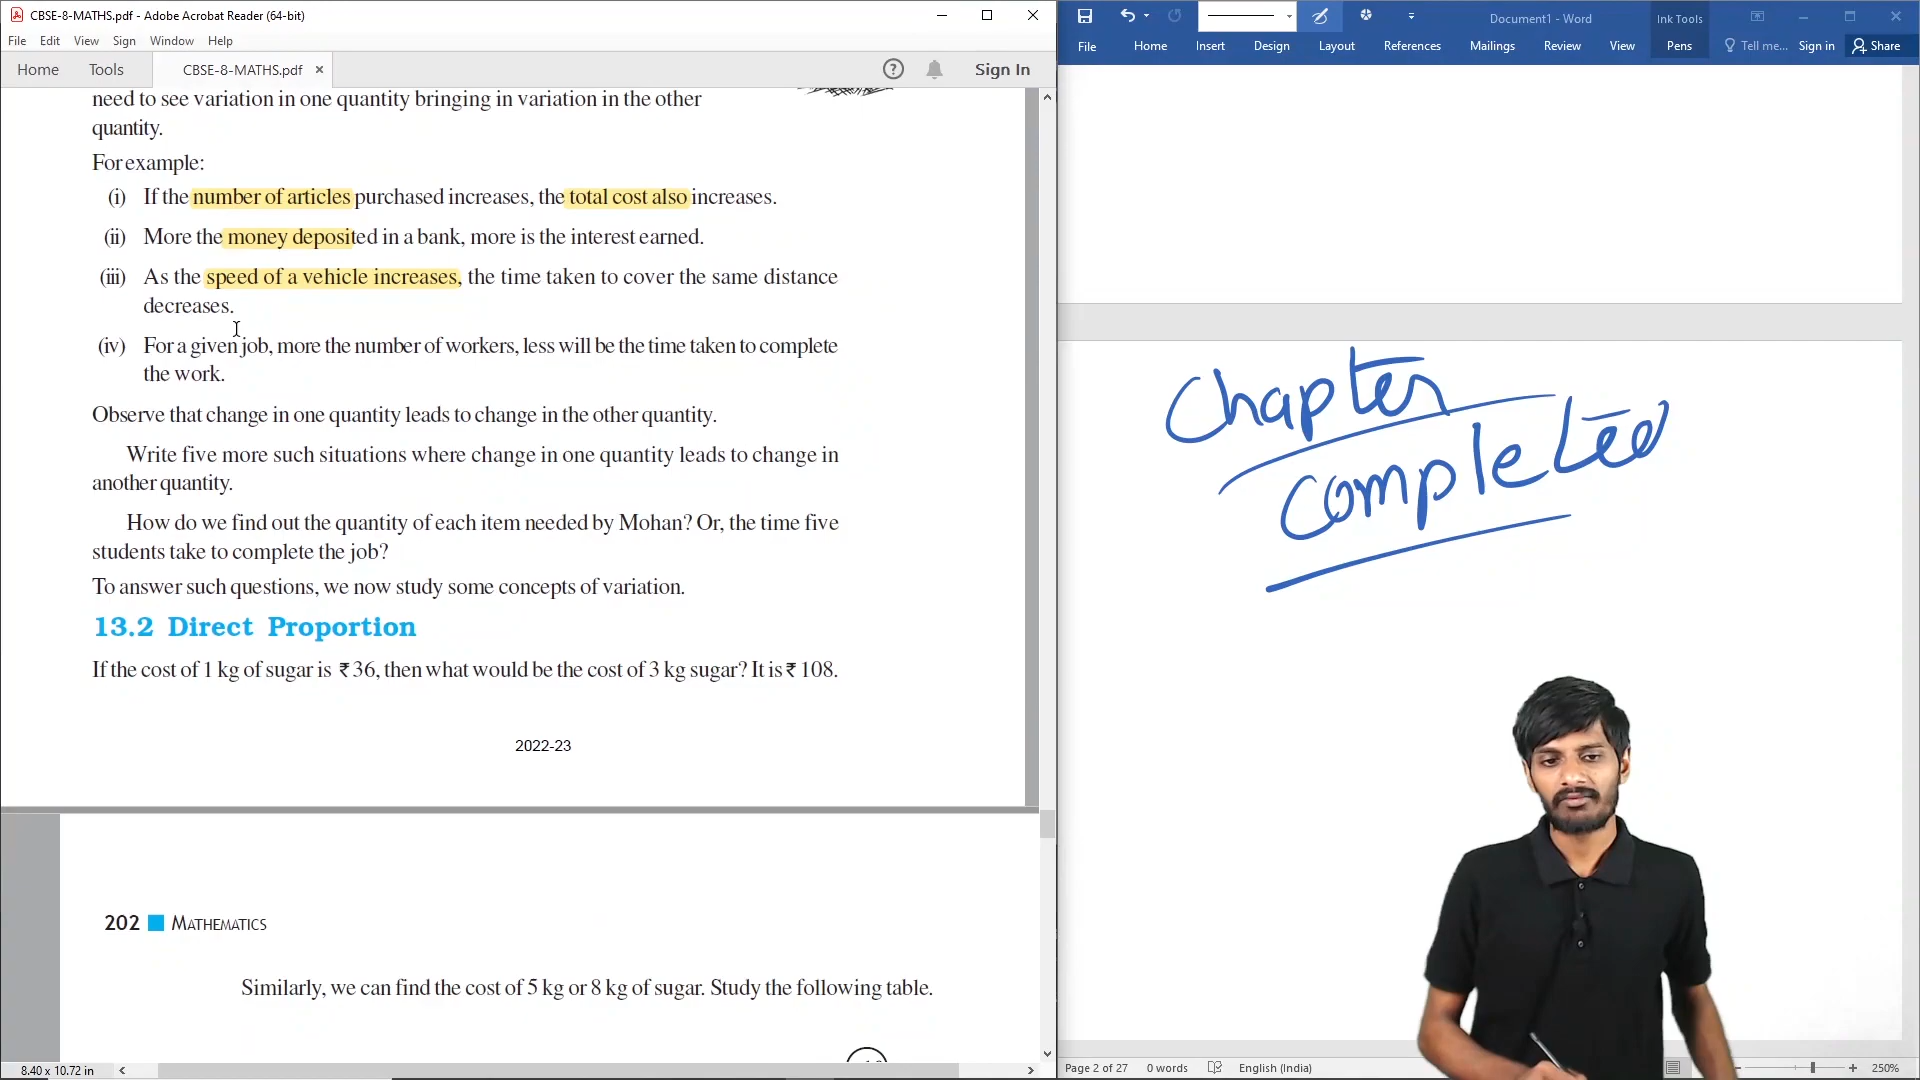 CBSE-8-MATHS.pdf - Adobe Acrobat Reader (64-bit)
File Edit View Sign Window Help
Home Tools CBSE-8-MATHS.pdf × ? Sign In
need to see variation in one quantity bringing in variation in the other
quantity.
For example:
(i) If the number of articles purchased increases, the total cost also increases.
(ii) More the money deposited in a bank, more is the interest earned.
(iii) As the speed of a vehicle increases, the time taken to cover the same distance
decreases.
(iv) For a given job, more the number of workers, less will be the time taken to complete
the work.
Observe that change in one quantity leads to change in the other quantity.
Write five more such situations where change in one quantity leads to change in
another quantity.
How do we find out the quantity of each item needed by Mohan? Or, the time five
students take to complete the job?
To answer such questions, we now study some concepts of variation.
13.2 Direct Proportion
If the cost of 1 kg of sugar is ₹ 36, then what would be the cost of 3 kg sugar? It is ₹ 108.
2022-23
202 MATHEMATICS
Similarly, we can find the cost of 5 kg or 8 kg of sugar. Study the following table.
8.40 x 10.72 in
Document1 - Word Ink Tools
File Home Insert Design Layout References Mailings Review View Pens Tell me... Sign in Share
Chapter
completed
Page 2 of 27 0 words English (India) 250%